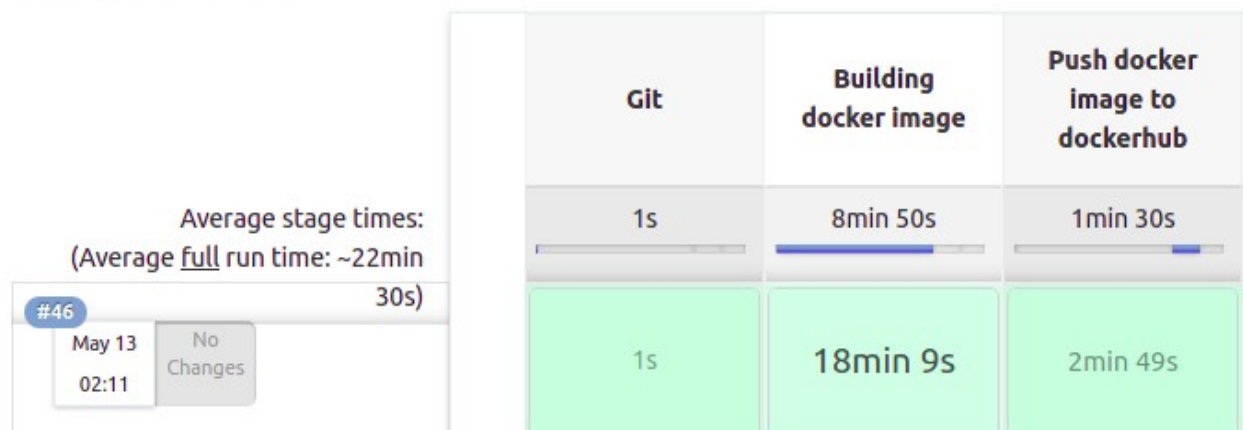 Git
Building
docker image
Push docker
image to
dockerhub
Average stage times:
(Average full run time: ~22min
30s)
1s
8min 50s
1min 30s
#46
May 13
02:11
No
Changes
1s
18min 9s
2min 49s